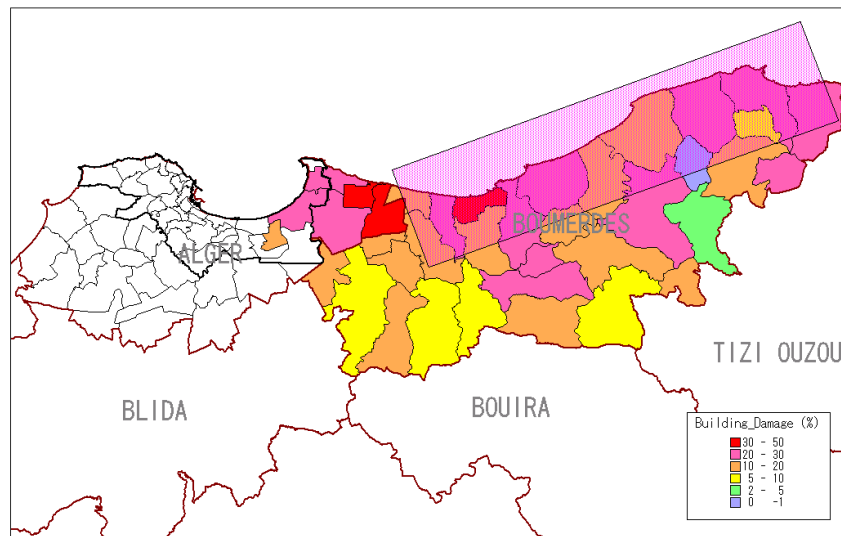 BOUMERDES
ALGER
TIZI OUZOU
BLIDA
BOUIRA
Building_Damage (%)
30 - 50
20 - 30
10 - 20
5 - 10
2 - 5
0 -1